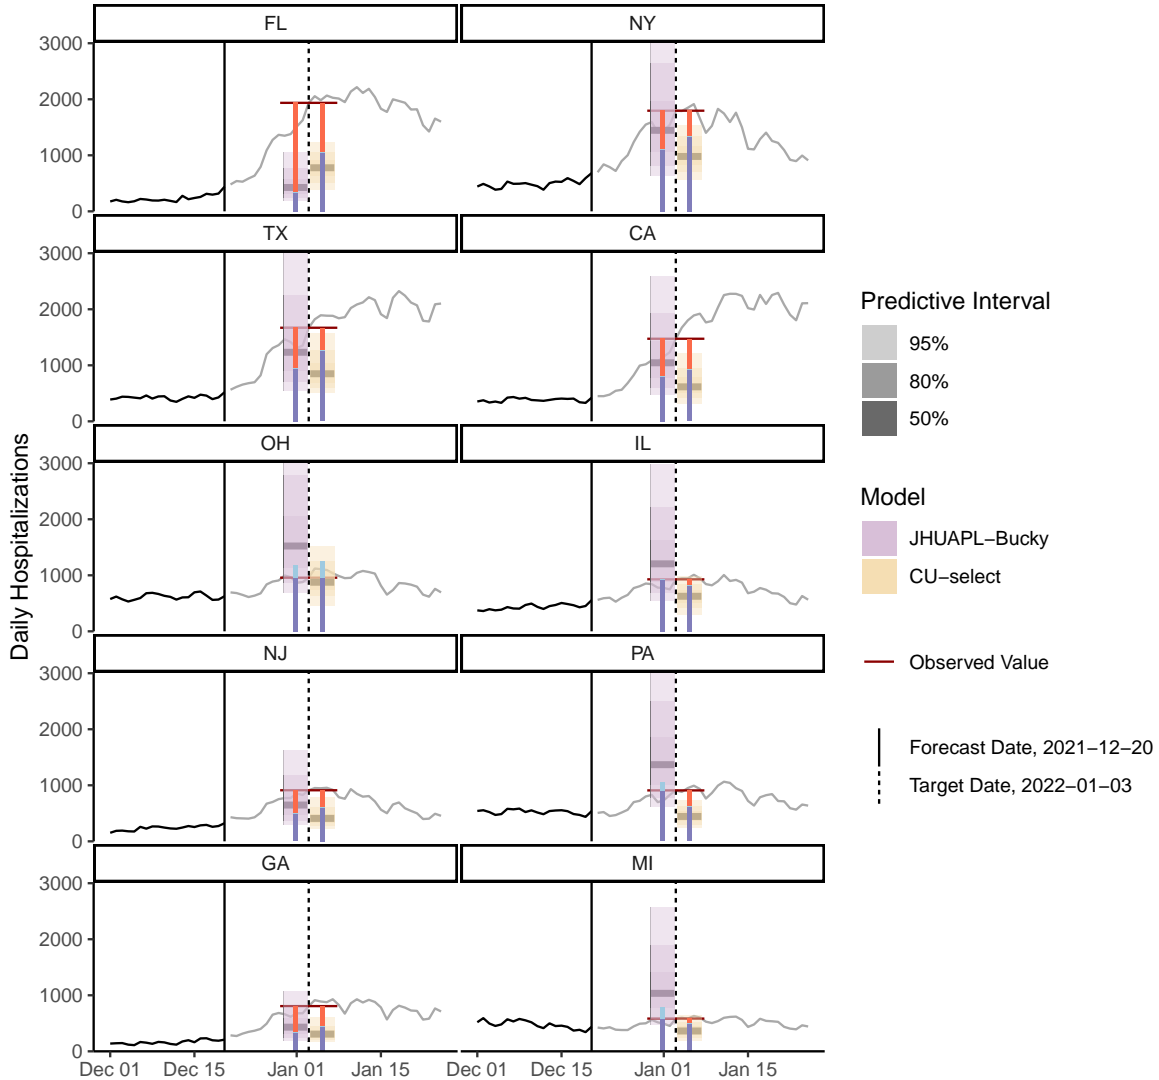 FL
NY
3000
2000
1000
0
TX
CA
3000
2000
1000
0
OH
IL
3000
2000
1000
0
NJ
PA
3000
2000
1000
0
GA
MI
3000
2000
1000
0
Dec 01 Dec 15 Jan 01 Jan 15
Dec 01 Dec 15 Jan 01 Jan 15
Daily Hospitalizations
Predictive Interval
95%
80%
50%
Model
JHUAPL−Bucky
CU−select
Observed Value
Forecast Date, 2021−12−20
Target Date, 2022−01−03